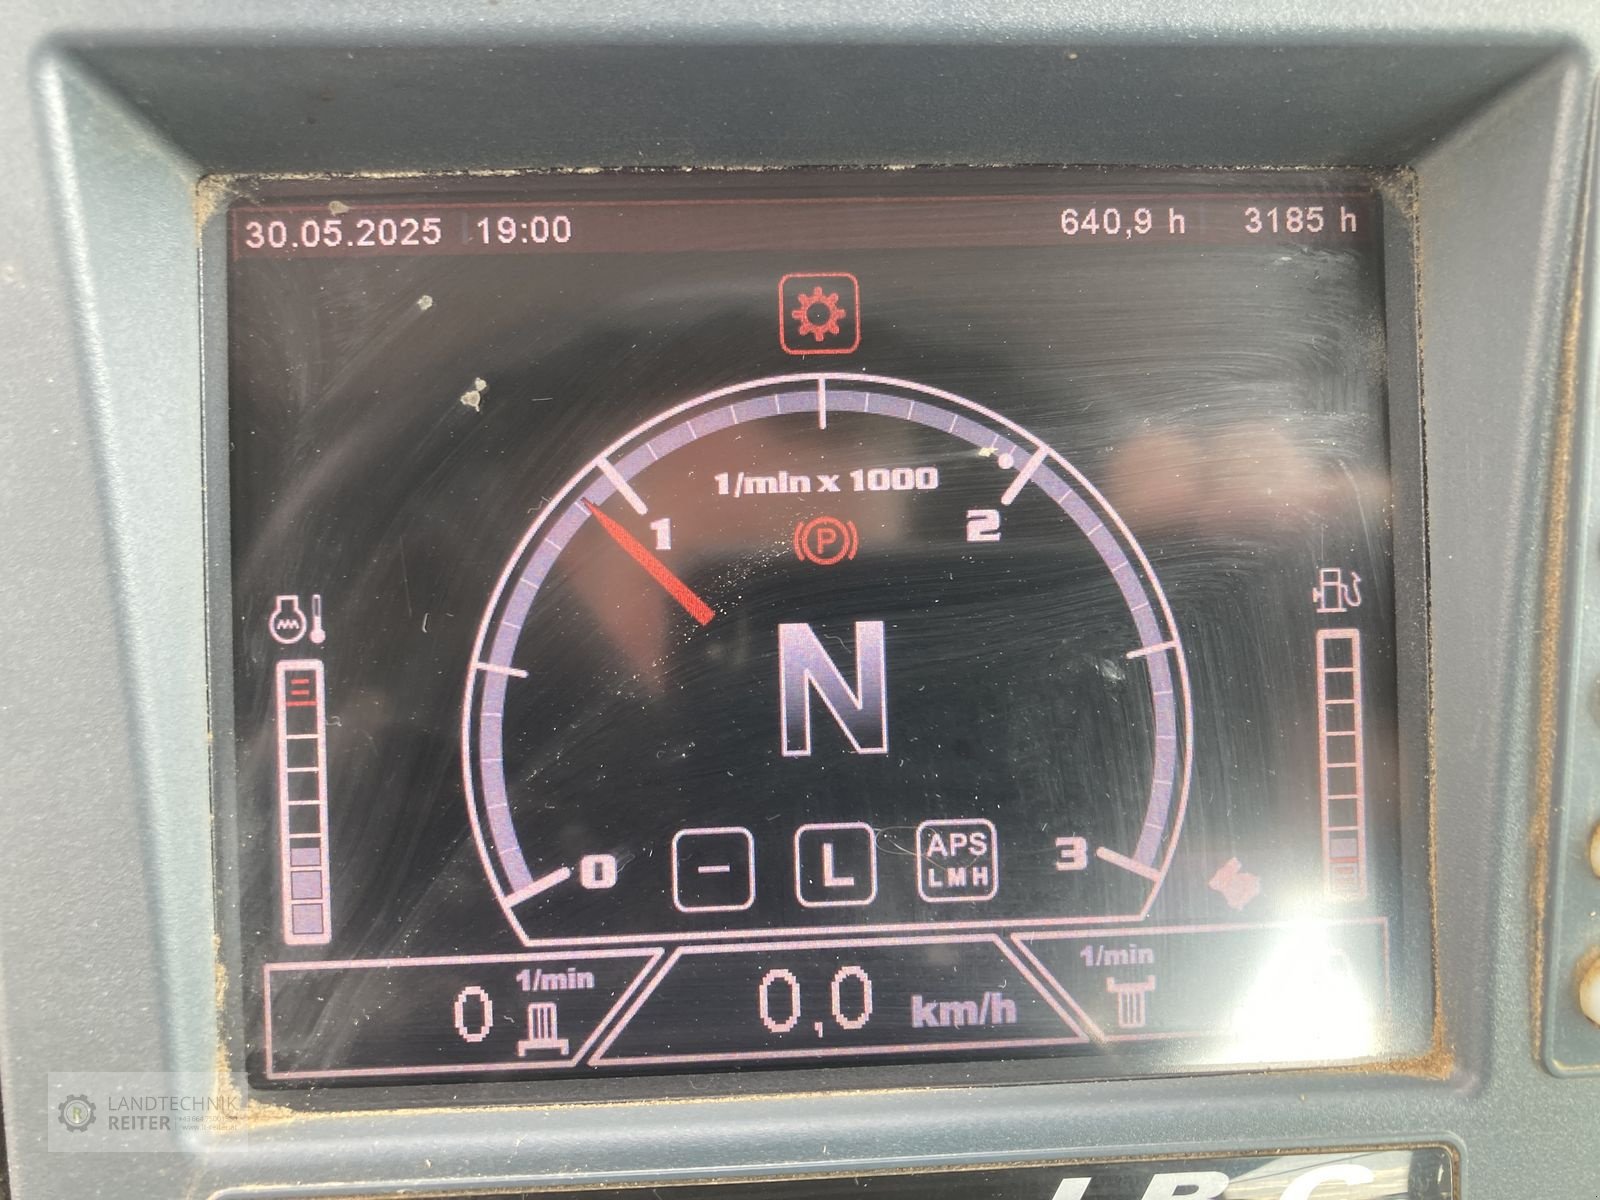 30.05.2025 19:00 640,9 h 3185 h
1/min x 1000
1 2
P
N
0 3
– L APS
LMH
0 1/min
0,0 km/h
1/min
LANDTECHNIK
REITER